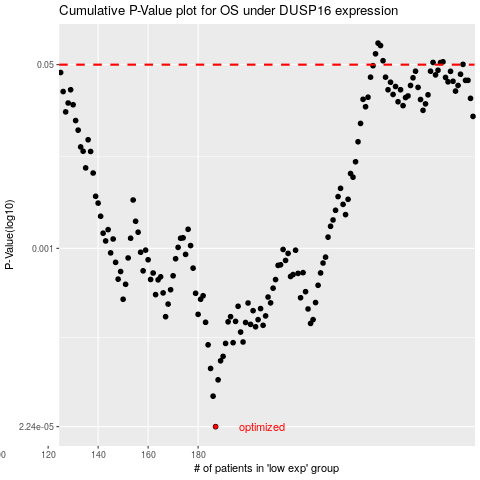 Cumulative P-Value plot for OS under DUSP16 expression
P-Value(log10)
0.05
0.001
2.24e-05
optimized
120 140 160 180
# of patients in 'low exp' group